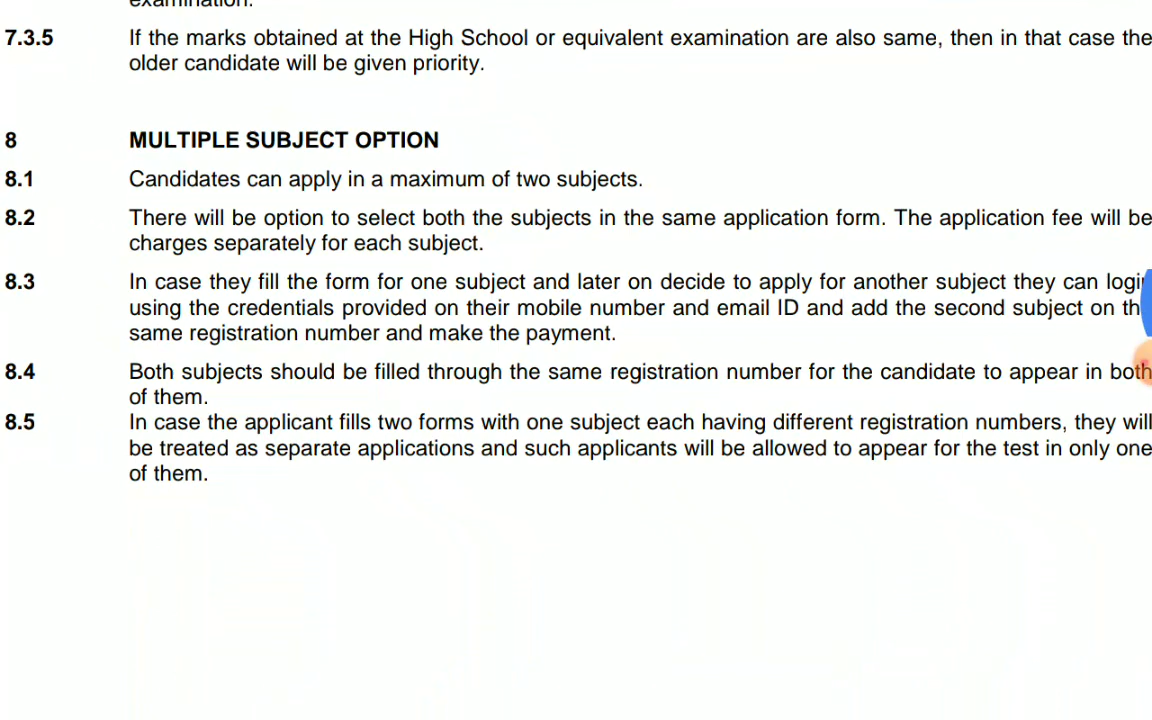 examination.
7.3.5 If the marks obtained at the High School or equivalent examination are also same, then in that case the
older candidate will be given priority.
8 MULTIPLE SUBJECT OPTION
8.1 Candidates can apply in a maximum of two subjects.
8.2 There will be option to select both the subjects in the same application form. The application fee will be
charges separately for each subject.
8.3 In case they fill the form for one subject and later on decide to apply for another subject they can login
using the credentials provided on their mobile number and email ID and add the second subject on the
same registration number and make the payment.
8.4 Both subjects should be filled through the same registration number for the candidate to appear in both
of them.
8.5 In case the applicant fills two forms with one subject each having different registration numbers, they will
be treated as separate applications and such applicants will be allowed to appear for the test in only one
of them.